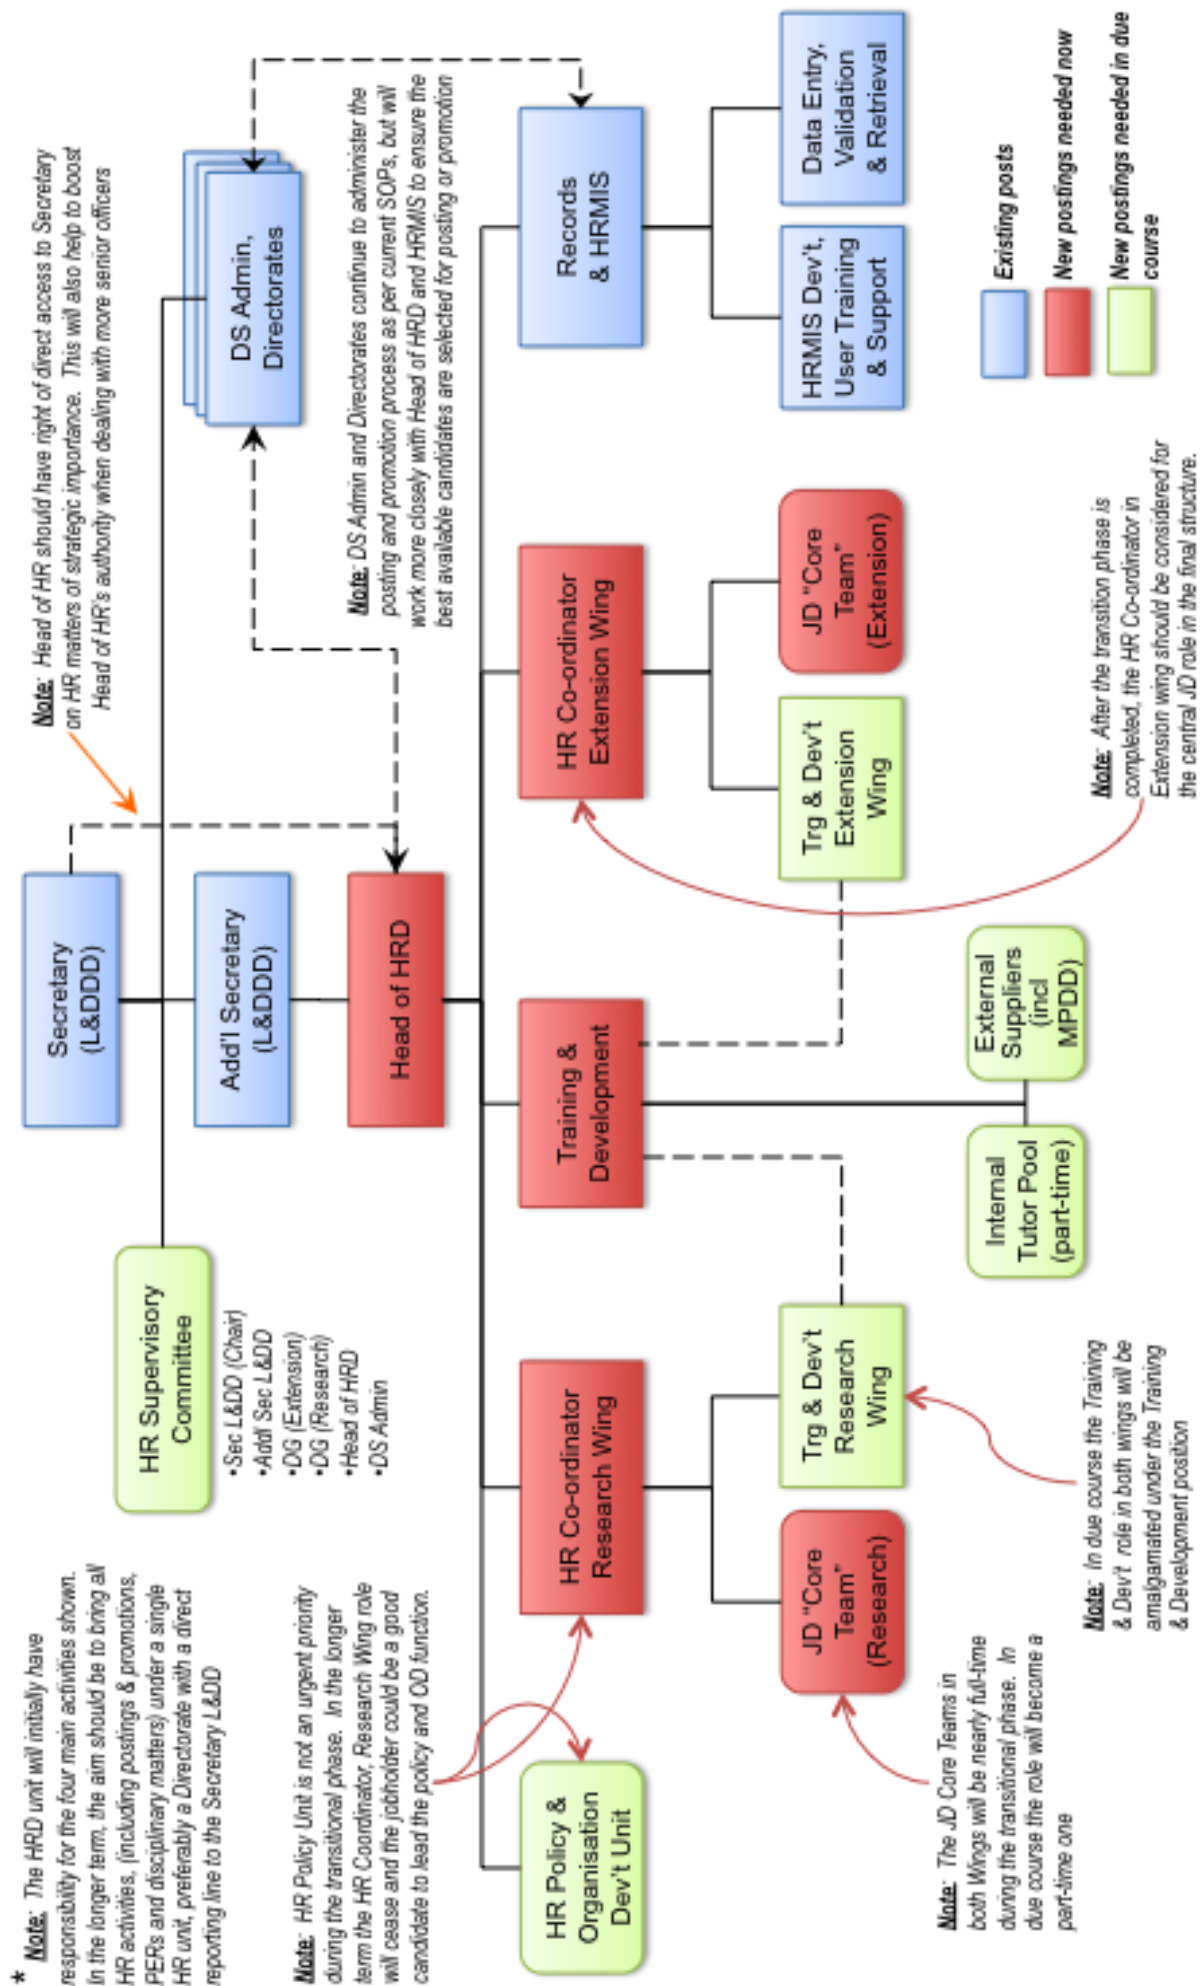 *
Note: The HRD unit will initially have
responsibility for the four main activities shown.
In the longer term, the aim should be to bring all
HR activities, (including postings & promotions,
PERs and disciplinary matters) under a single
HR unit, preferably a Directorate with a direct
reporting line to the Secretary L&DD
HR Supervisory
Committee
•Sec L&DD (Chair)
•Addl Sec L&DD
•DG (Extension)
•DG (Research)
•Head of HRD
•DS Admin
Secretary
(L&DDD)
Add'l Secretary
(L&DDD)
Head of HRD
Note: Head of HR should have right of direct access to Secretary
on HR matters of strategic importance. This will also help to boost
Head of HR's authority when dealing with more senior officers
DS Admin,
Directorates
Note: DS Admin and Directorates continue to administer the
posting and promotion process as per current SOPs, but will
work more closely with Head of HRD and HRMIS to ensure the
best available candidates are selected for posting or promotion
Note: HR Policy Unit is not an urgent priority
during the transitional phase. In the longer
term the HR Coordinator, Research Wing role
will cease and the jobholder could be a good
candidate to lead the policy and OD function.
HR Policy &
Organisation
Dev't Unit
HR Co-ordinator
Research Wing
Training &
Development
HR Co-ordinator
Extension Wing
Records
& HRMIS
JD "Core
Team"
(Research)
Trg & Dev't
Research
Wing
Trg & Dev't
Extension
Wing
JD "Core
Team"
(Extension)
HRMIS Dev't,
User Training
& Support
Data Entry,
Validation
& Retrieval
Internal
Tutor Pool
(part-time)
External
Suppliers
(incl
MPDD)
Note: The JD Core Teams in
both Wings will be nearly full-time
during the transitional phase. In
due course the role will become a
part-time one
Note: In due course the Training
& Dev't role in both wings will be
amalgamated under the Training
& Development position
Note: After the transition phase is
completed, the HR Co-ordinator in
Extension wing should be considered for
the central JD role in the final structure.
Existing posts
New postings needed now
New postings needed in due
course